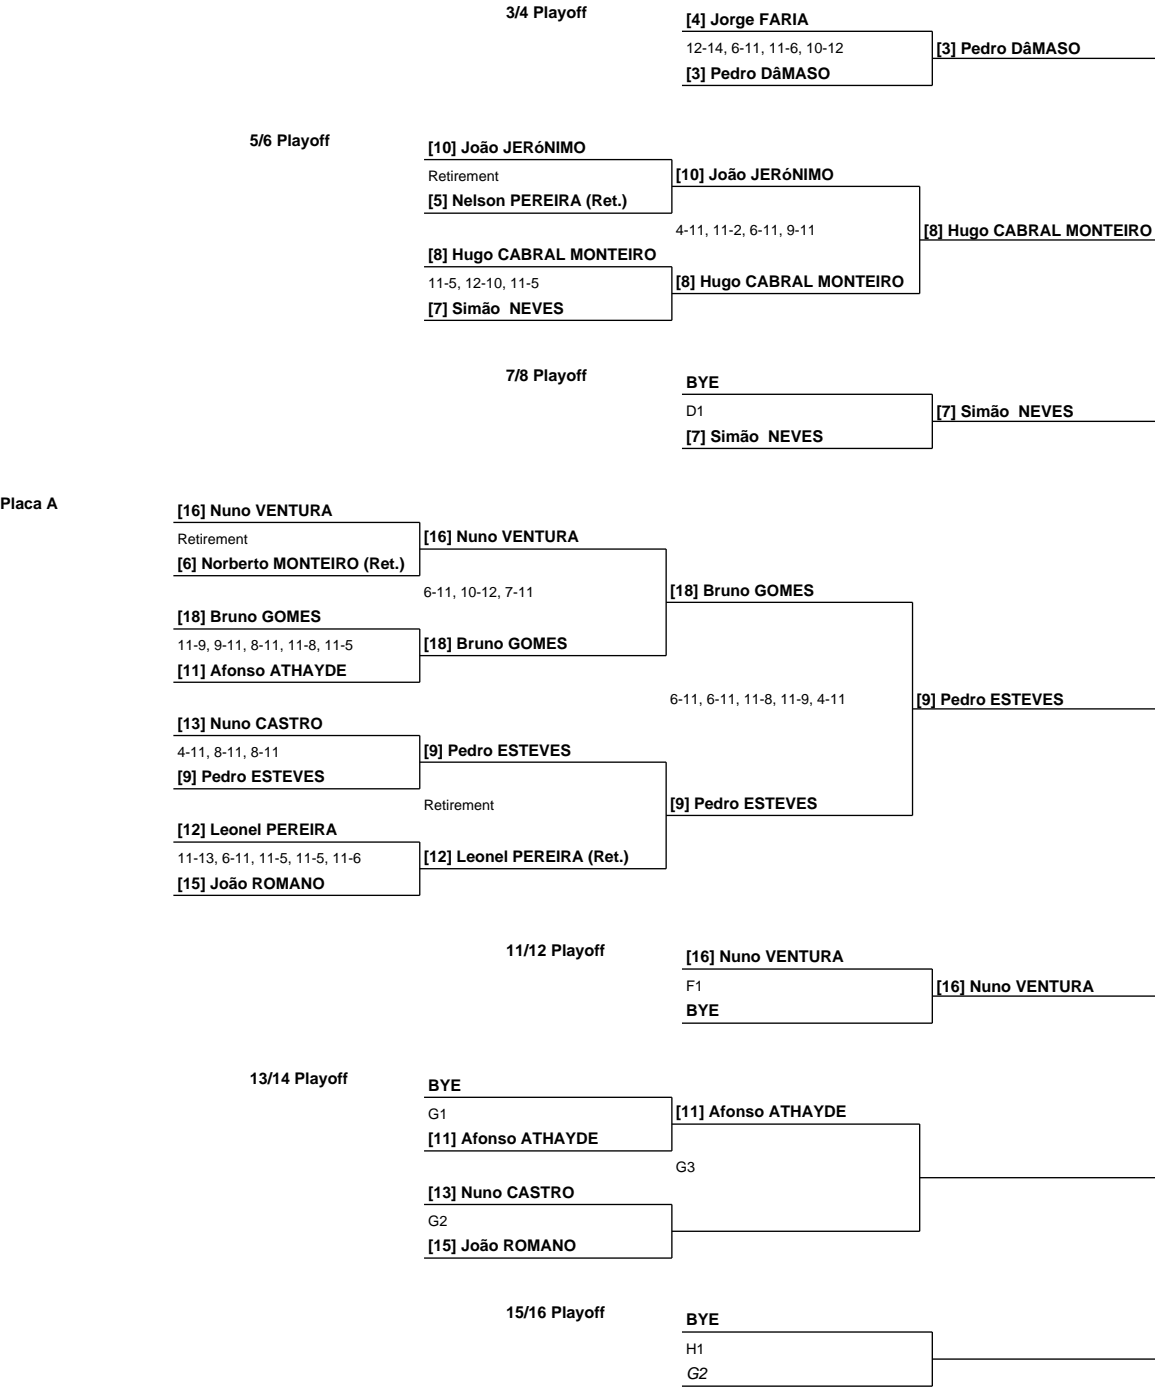 3/4 Playoff
[4] Jorge FARIA
12-14, 6-11, 11-6, 10-12
[3] Pedro DâMASO
[3] Pedro DâMASO
5/6 Playoff
[10] João JERóNIMO
Retirement
[10] João JERóNIMO
[5] Nelson PEREIRA (Ret.)
4-11, 11-2, 6-11, 9-11
[8] Hugo CABRAL MONTEIRO
[8] Hugo CABRAL MONTEIRO
11-5, 12-10, 11-5
[8] Hugo CABRAL MONTEIRO
[7] Simão  NEVES
7/8 Playoff
BYE
D1
[7] Simão  NEVES
[7] Simão  NEVES
Placa A
[16] Nuno VENTURA
Retirement
[16] Nuno VENTURA
[6] Norberto MONTEIRO (Ret.)
6-11, 10-12, 7-11
[18] Bruno GOMES
[18] Bruno GOMES
11-9, 9-11, 8-11, 11-8, 11-5
[18] Bruno GOMES
[11] Afonso ATHAYDE
6-11, 6-11, 11-8, 11-9, 4-11
[9] Pedro ESTEVES
[13] Nuno CASTRO
4-11, 8-11, 8-11
[9] Pedro ESTEVES
[9] Pedro ESTEVES
Retirement
[9] Pedro ESTEVES
[12] Leonel PEREIRA
11-13, 6-11, 11-5, 11-5, 11-6
[12] Leonel PEREIRA (Ret.)
[15] João ROMANO
11/12 Playoff
[16] Nuno VENTURA
F1
[16] Nuno VENTURA
BYE
13/14 Playoff
BYE
G1
[11] Afonso ATHAYDE
[11] Afonso ATHAYDE
G3
[13] Nuno CASTRO
G2
[15] João ROMANO
15/16 Playoff
BYE
H1
G2